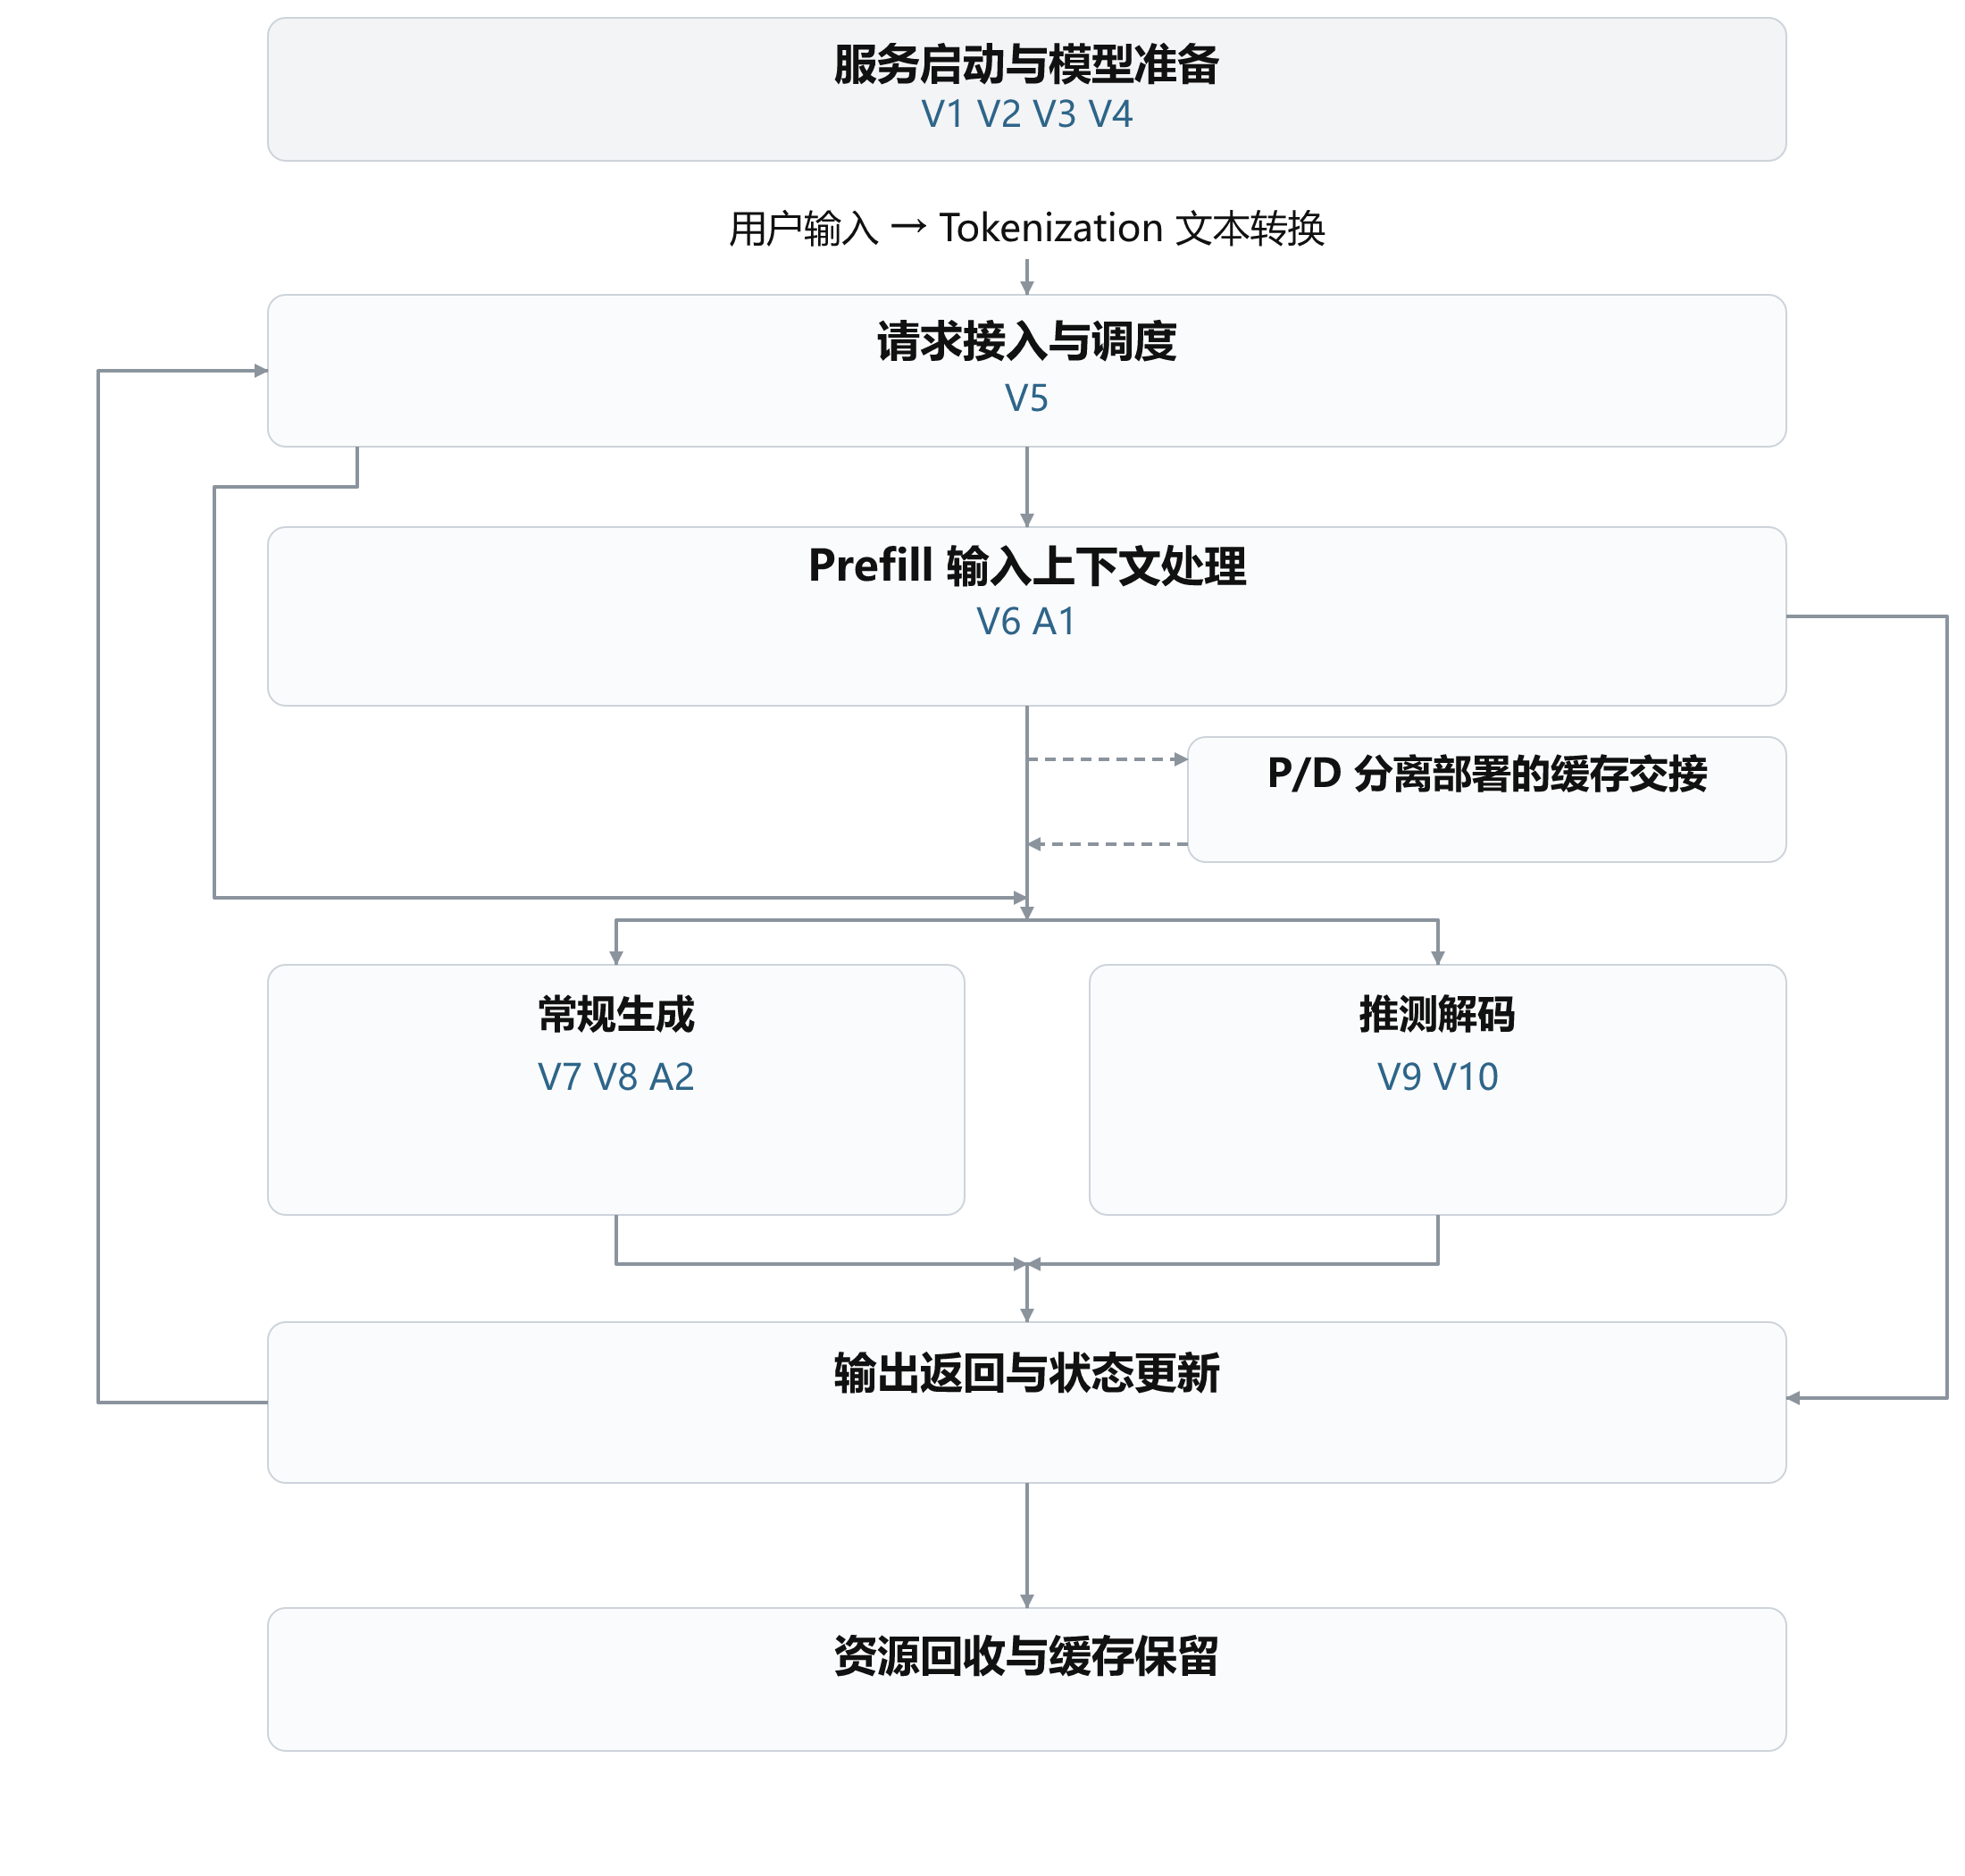 服务启动与模型准备
V1 V2 V3 V4
用户输入 → Tokenization 文本转换
请求接入与调度
V5
Prefill 输入上下文处理
V6 A1
P/D 分离部署的缓存交接
常规生成
V7 V8 A2
推测解码
V9 V10
输出返回与状态更新
资源回收与缓存保留